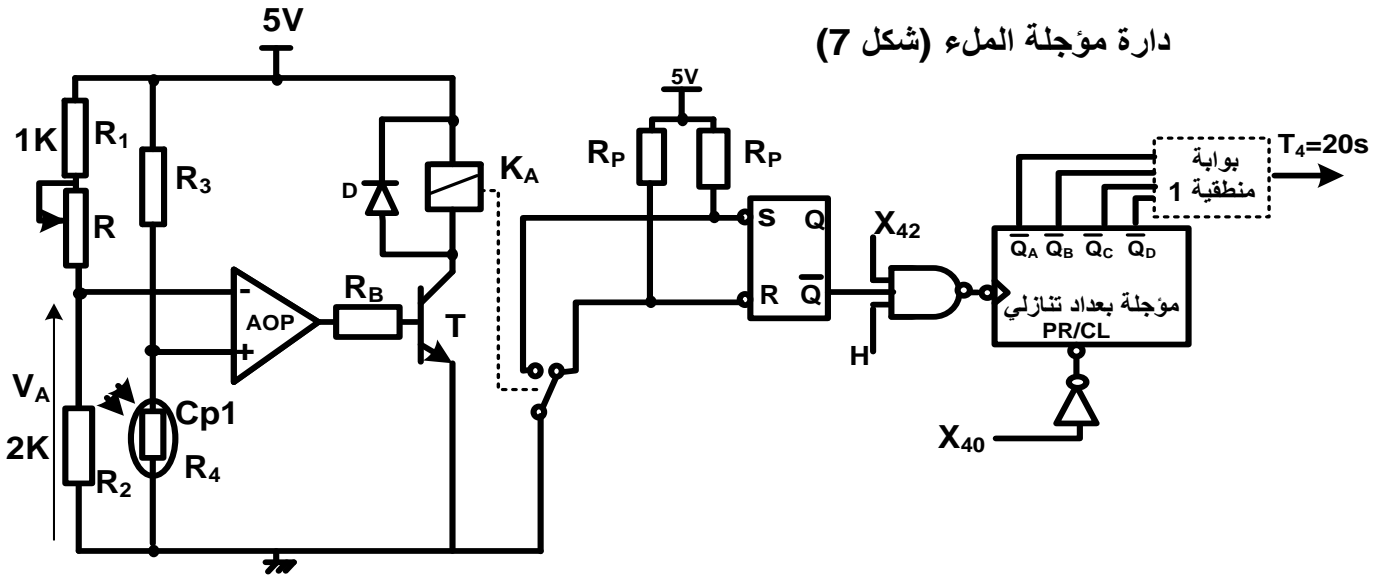 دارة مؤجلة الملء (شكل 7)
5V
1K
R1
R
R3
D
KA
AOP
-
+
RB
T
VA
2K
R2
Cp1
R4
5V
RP
RP
S
Q
R
Q̅
X42
H
Q̅A Q̅B Q̅C Q̅D
مؤجلة بعداد تنازلي
PR/CL
X40
بوابة
منطقية 1
T4=20s